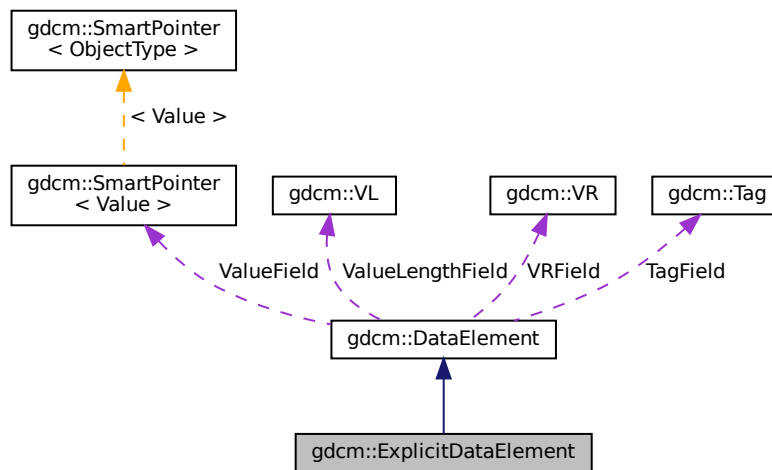 gdcm::SmartPointer
< ObjectType >
< Value >
gdcm::SmartPointer
< Value >
gdcm::VL
gdcm::VR
gdcm::Tag
ValueField
ValueLengthField
VRField
TagField
gdcm::DataElement
gdcm::ExplicitDataElement